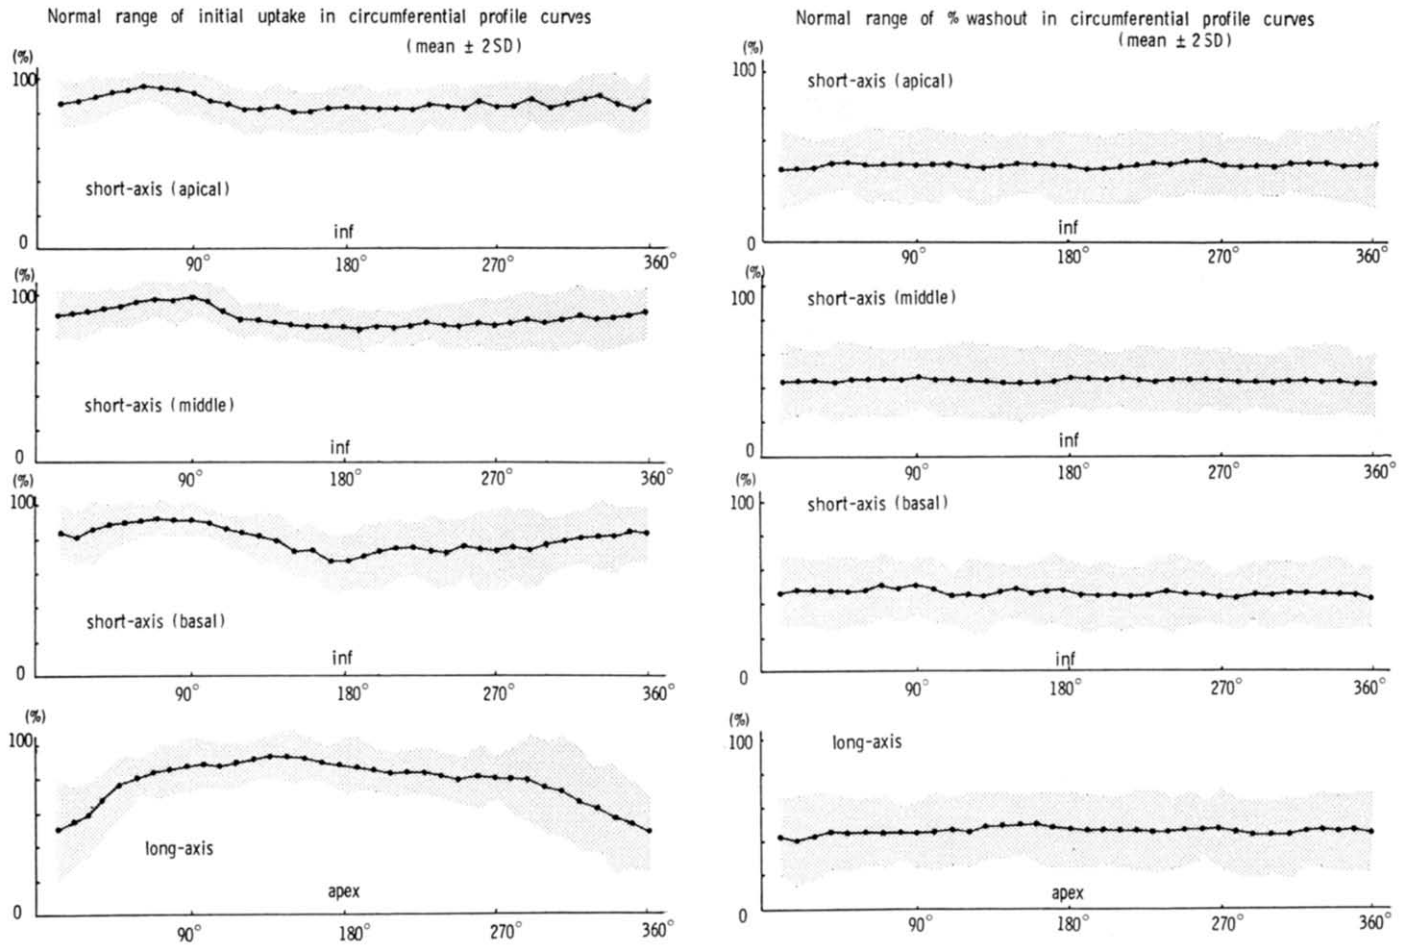 Normal range of initial uptake in circumferential profile curves
(mean ± 2SD)
(%)
100
short-axis (apical)
inf
0
90° 180° 270° 360°
(%)
100
short-axis (middle)
inf
0
90° 180° 270° 360°
(%)
100
short-axis (basal)
inf
0
90° 180° 270° 360°
(%)
100
long-axis
apex
0
90° 180° 270° 360°
Normal range of % washout in circumferential profile curves
(mean ± 2SD)
(%)
100
short-axis (apical)
inf
0
90° 180° 270° 360°
(%)
100
short-axis (middle)
inf
0
90° 180° 270° 360°
(%)
100
short-axis (basal)
inf
0
90° 180° 270° 360°
(%)
100
long-axis
apex
0
90° 180° 270° 360°